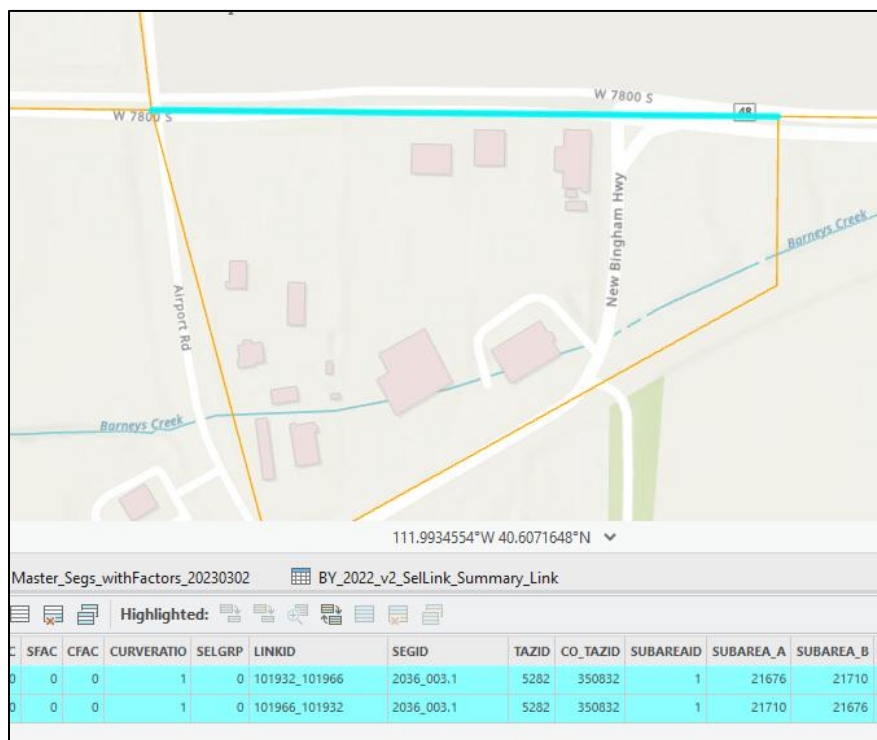 W 7800 S
48
W 7800 S
New Bingham Hwy
Barneys Creek
Airport Rd
Barneys Creek
111.9934554°W 40.6071648°N
Master_Segs_withFactors_20230302 BY_2022_v2_SelLink_Summary_Link
Highlighted:
C SFAC CFAC CURVERATIO SELGRP LINKID SEGID TAZID CO_TAZID SUBAREAID SUBAREA_A SUBAREA_B
0 0 0 1 0 101932_101966 2036_003.1 5282 350832 1 21676 21710
0 0 0 1 0 101966_101932 2036_003.1 5282 350832 1 21710 21676